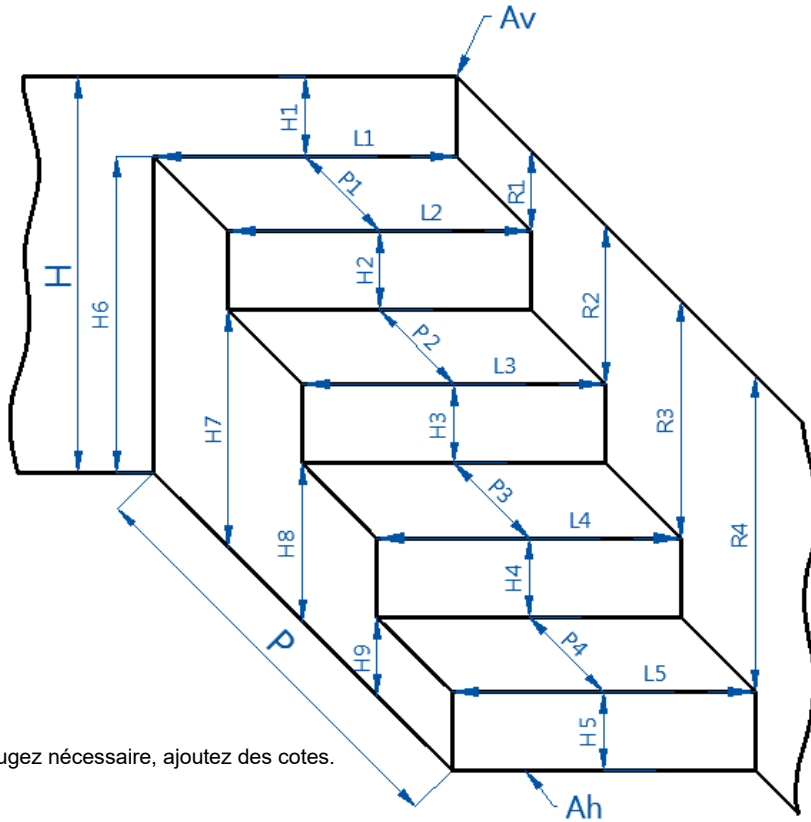 Av
H1
L1
P1
R1
L2
H
H6
H2
R2
P2
L3
H7
H3
R3
P3
H8
L4
R4
H4
P
P4
H9
L5
H5
ugez nécessaire, ajoutez des cotes.
Ah